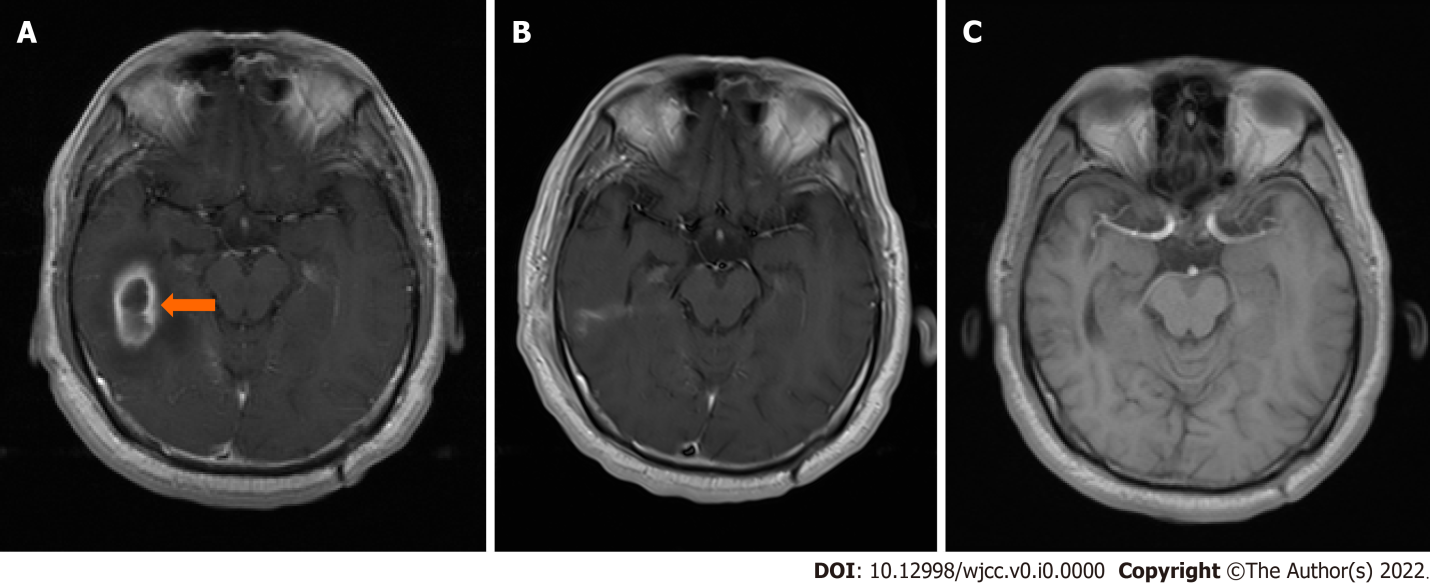 A
B
C
DOI: 10.12998/wjcc.v0.i0.0000 Copyright ©The Author(s) 2022.